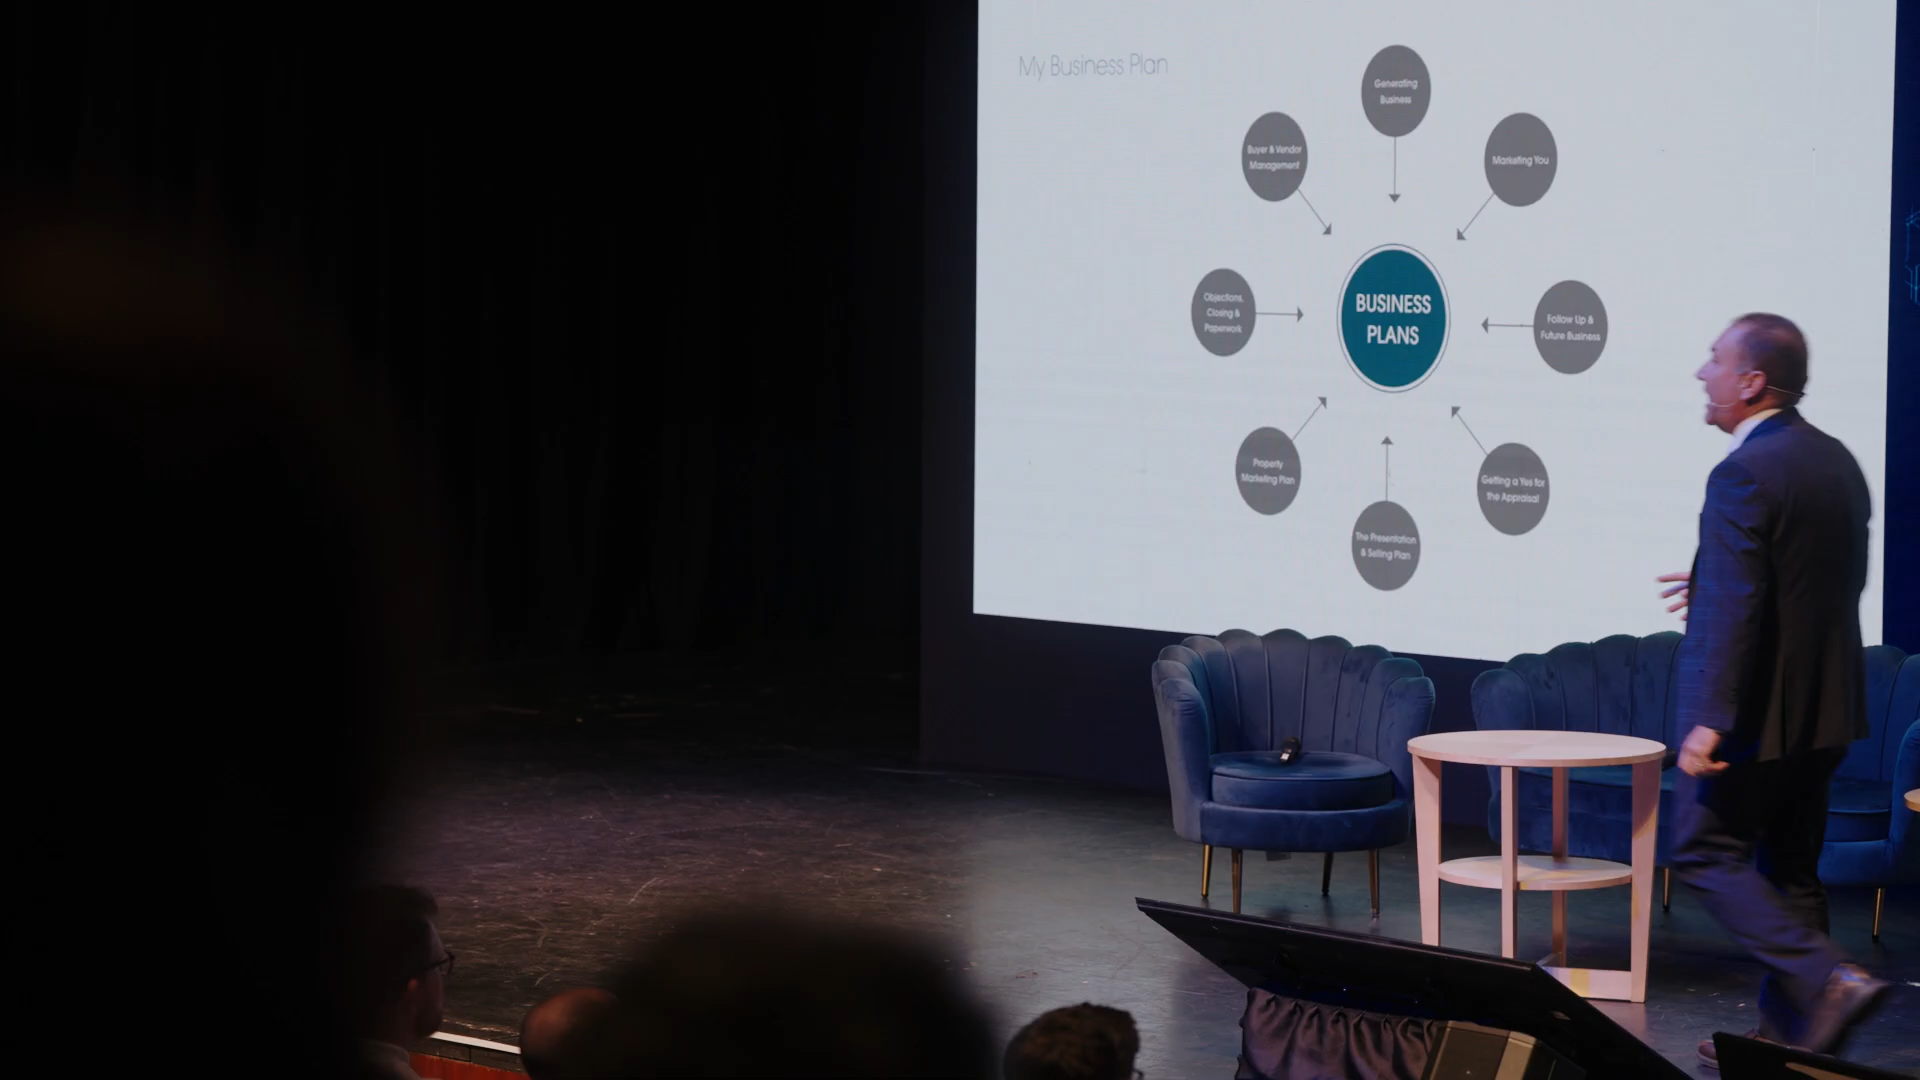 My Business Plan
Generating
Business
Buyer & Vendor
Management
Marketing You
Objections,
Closing &
Paperwork
BUSINESS
PLANS
Follow Up &
Future Business
Property
Marketing Plan
Getting a Yes for
the Appraisal
The Presentation
& Selling Plan